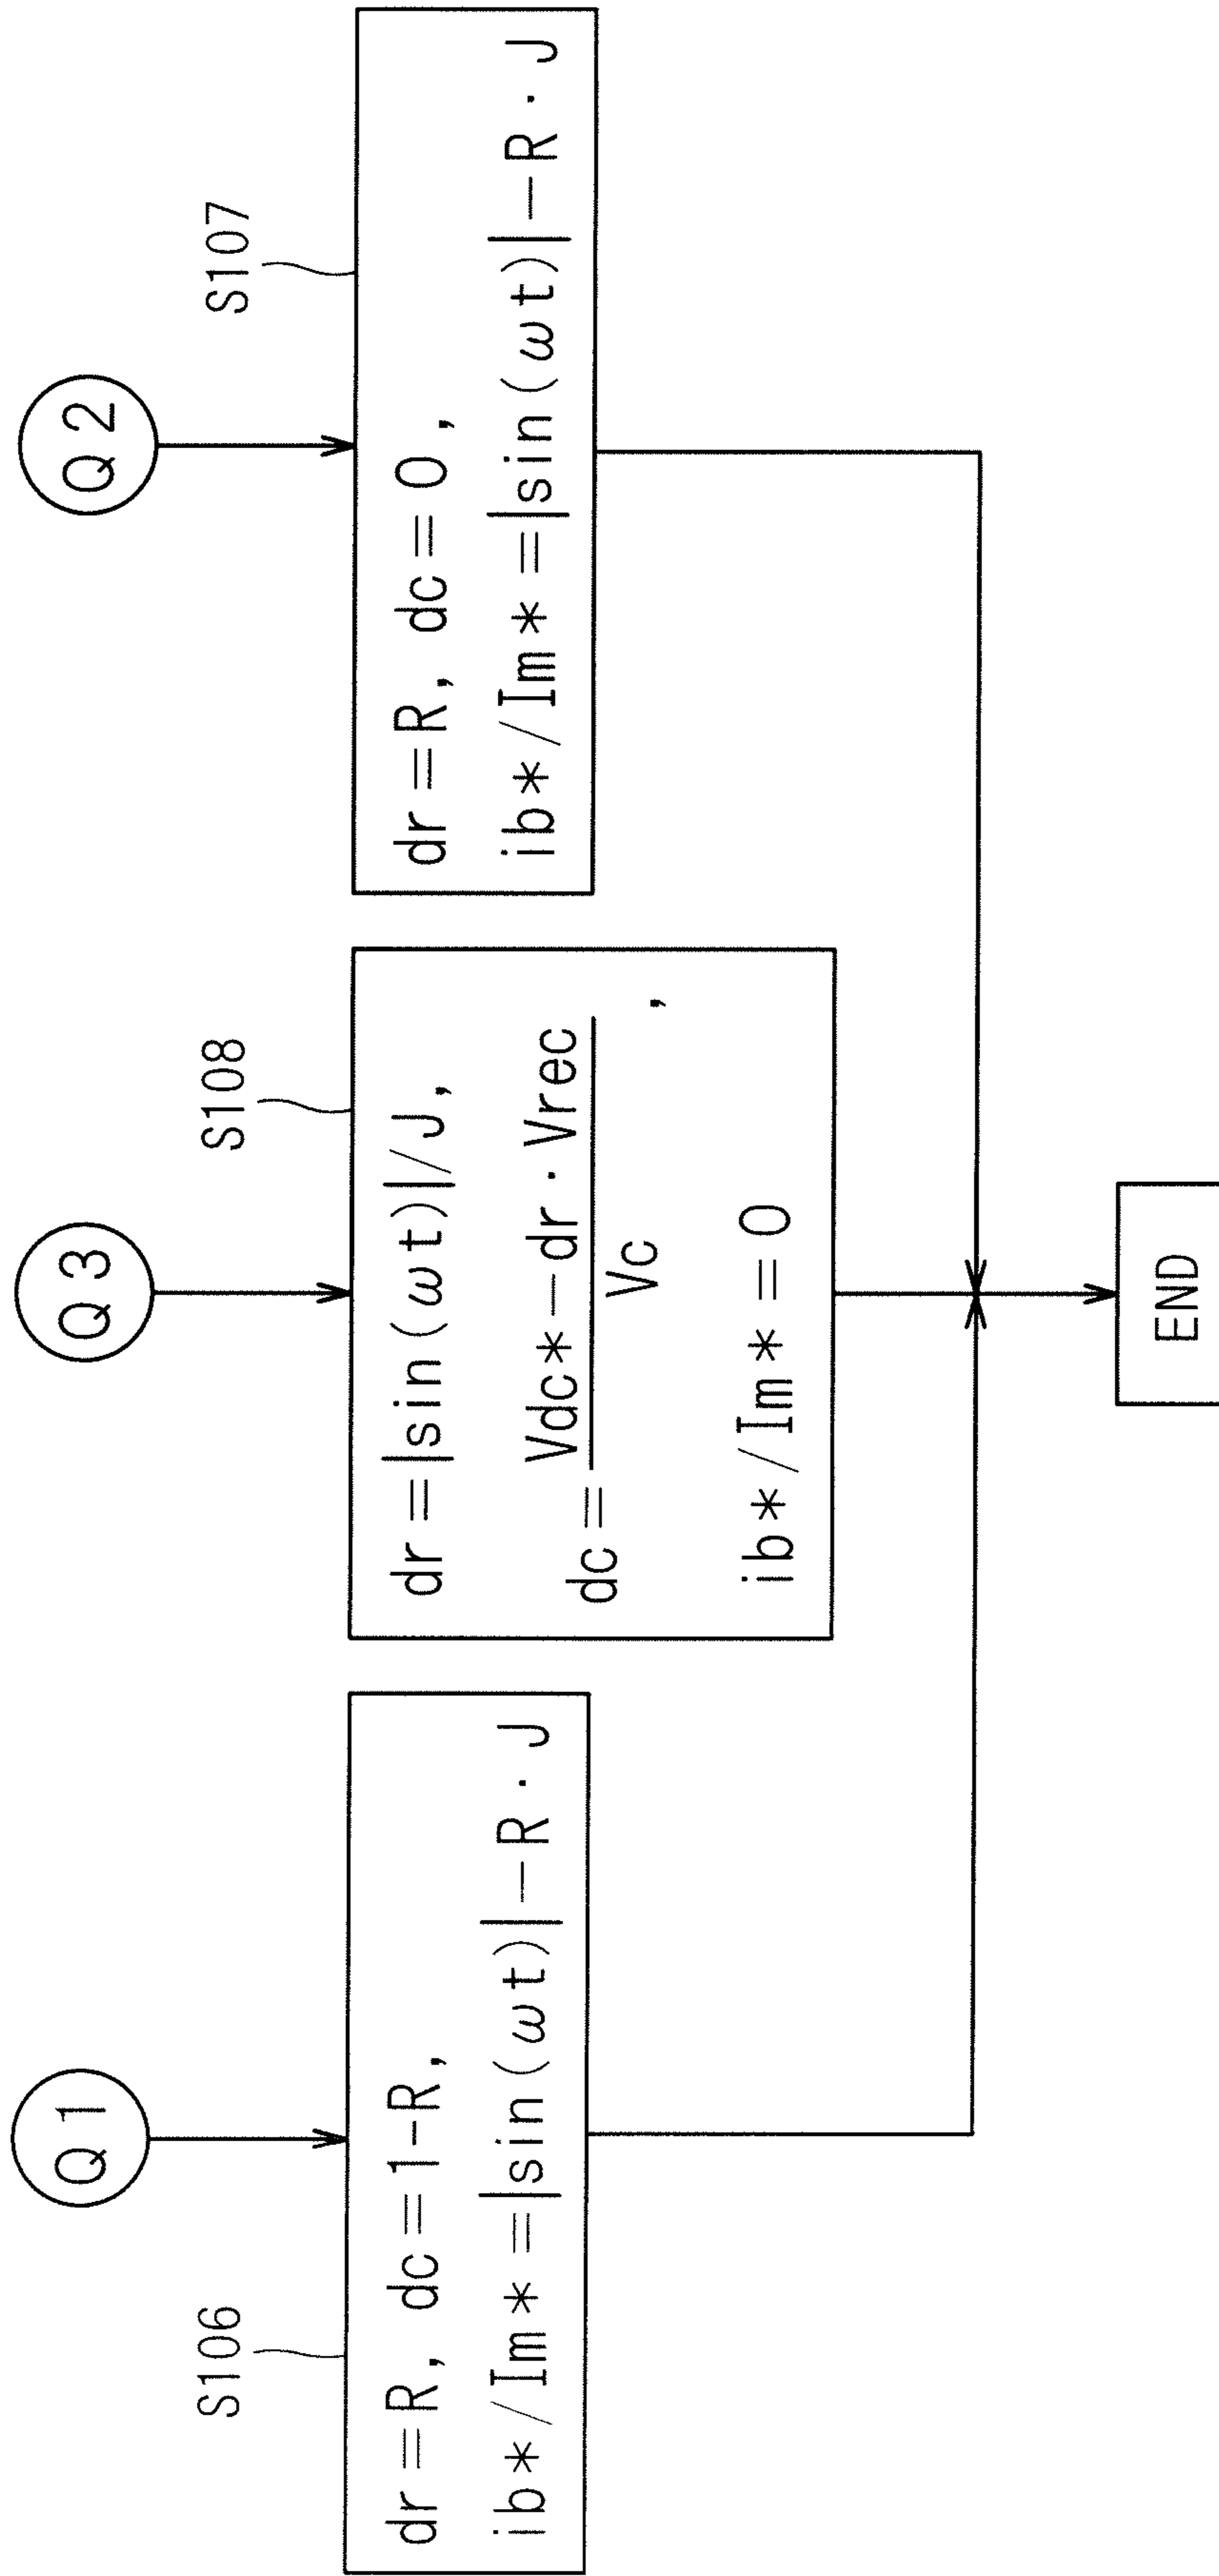 Q1
S106
dr=R, dc=1-R,
ib*/Im*=|sin(ωt)|-R·J
Q3
S108
dr=|sin(ωt)|/J,
dc=(Vdc*-dr·Vrec)/Vc,
ib*/Im*=0
Q2
S107
dr=R, dc=0,
ib*/Im*=|sin(ωt)|-R·J
END